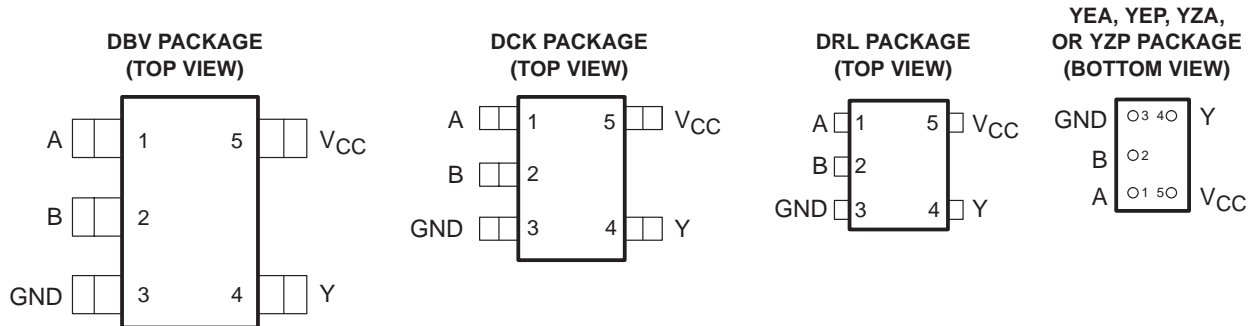 DBV PACKAGE
(TOP VIEW)
A
1
5
VCC
B
2
GND
3
4
Y
DCK PACKAGE
(TOP VIEW)
A
1
5
VCC
B
2
GND
3
4
Y
DRL PACKAGE
(TOP VIEW)
A
1
5
VCC
B
2
GND
3
4
Y
YEA, YEP, YZA,
OR YZP PACKAGE
(BOTTOM VIEW)
GND
3 4
Y
B
2
A
1 5
VCC